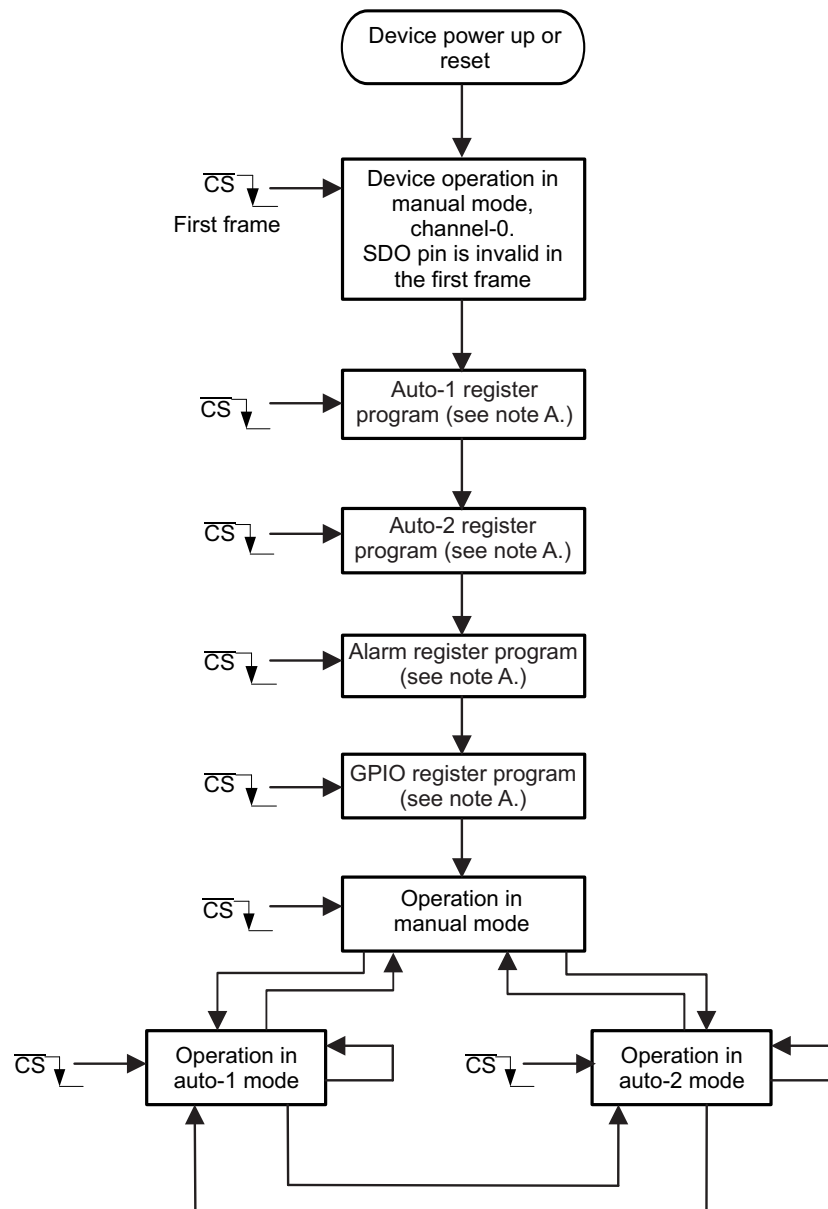 Device power up or
reset
CS
First frame
Device operation in
manual mode,
channel-0.
SDO pin is invalid in
the first frame
CS
Auto-1 register
program (see note A.)
CS
Auto-2 register
program (see note A.)
CS
Alarm register program
(see note A.)
CS
GPIO register program
(see note A.)
CS
Operation in
manual mode
CS
Operation in
auto-1 mode
CS
Operation in
auto-2 mode